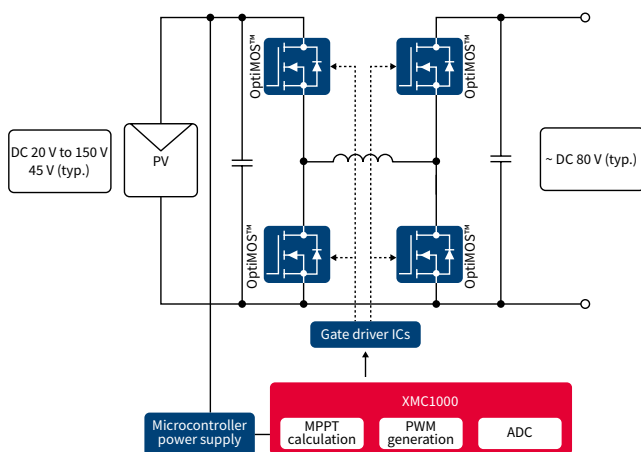 OptiMOS™
OptiMOS™
DC 20 V to 150 V
45 V (typ.)
PV
~ DC 80 V (typ.)
OptiMOS™
OptiMOS™
Gate driver ICs
XMC1000
Microcontroller
power supply
MPPT
calculation
PWM
generation
ADC